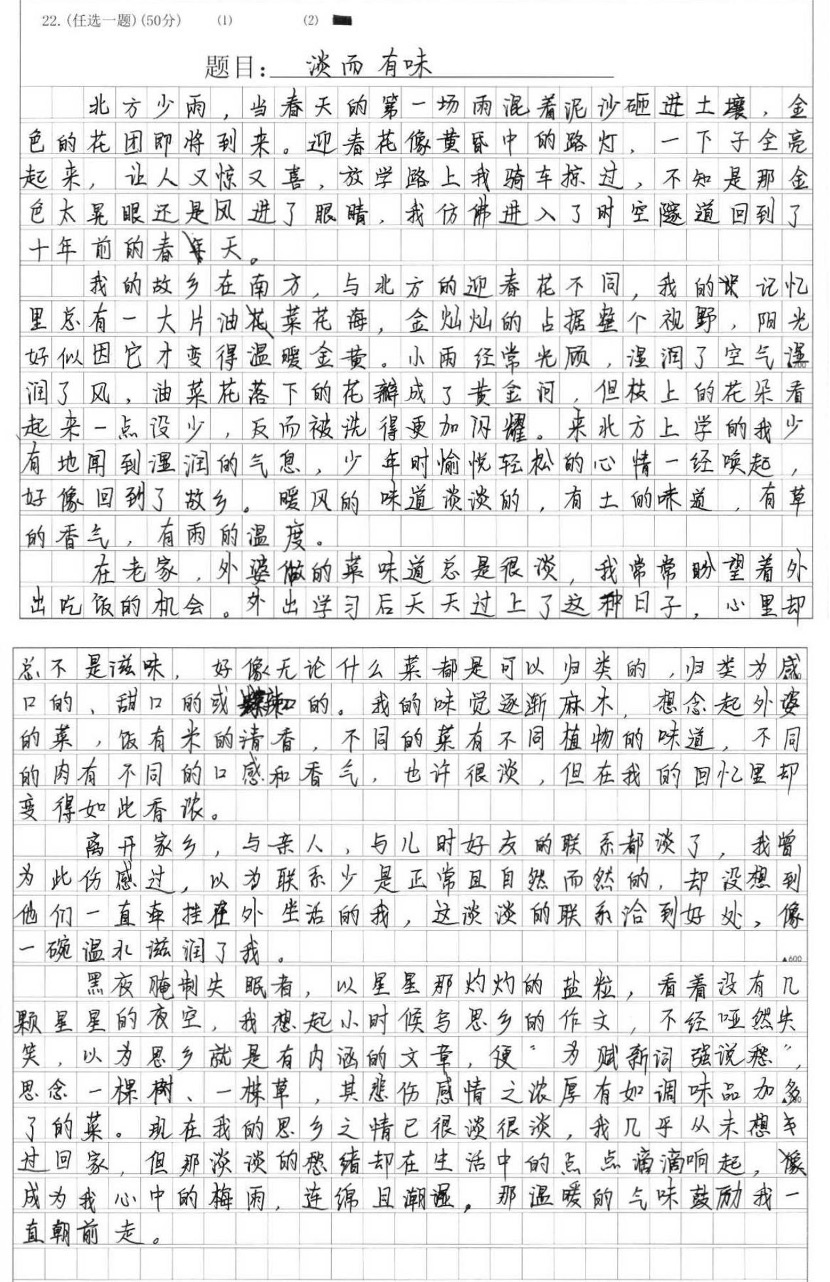 22.(任选一题)(50分) (1) (2)
题目: 淡而有味
北方少雨，当春天的第一场雨混着泥沙砸进土壤，金
色的花团即将到来。迎春花像黄昏中的路灯，一下子全亮
起来，让人又惊又喜，放学路上我骑车掠过，不知是那金
色太晃眼还是风进了眼睛，我仿佛进入了时空隧道回到了
十年前的春天。
我的故乡在南方，与北方的迎春花不同，我的记忆
里总有一大片油菜花海，金灿灿的占据整个视野，阳光
好似因它才变得温暖金黄。小雨经常光顾，湿润了空气湿
润了风，油菜花落下的花瓣成了黄金河，但枝上的花朵看
起来一点没少，反而被洗得更加闪耀。来北方上学的我少
有地闻到湿润的气息，少年时愉悦轻松的心情一经唤起，
好像回到了故乡。暖风的味道淡淡的，有土的味道，有草
的香气，有雨的温度。
在老家，外婆做的菜味道总是很淡，我常常盼望着外
出吃饭的机会。外出学习后天天过上了这种日子，心里却
总不是滋味，好像无论什么菜都是可以归类的，归类为咸
口的、甜口的或辣口的。我的味觉逐渐麻木，想念起外婆
的菜，饭有米的清香，不同的菜有不同植物的味道，不同
的肉有不同的口感和香气，也许很淡，但在我的回忆里却
变得如此香浓。
离开家乡，与亲人，与儿时好友的联系都淡了，我曾
为此伤感过，以为联系少是正常且自然而然的，却没想到
他们一直牵挂在外生活的我，这淡淡的联系洽到好处，像
一碗温水滋润了我。
▲600
黑夜腌制失眠者，以星星那灼灼的盐粒，看着没有几
颗星星的夜空，我想起小时候写思乡的作文，不经哑然失
笑，以为思乡就是有内涵的文章，便“为赋新词强说愁”，
思念一棵树、一株草，其悲伤感情之浓厚有如调味品加多
了的菜。现在我的思乡之情已很淡很淡，我几乎从未想
过回家，但那淡淡的愁绪却在生活中的点点滴滴响起，
成为我心中的梅雨，连绵且潮湿，那温暖的气味鼓励我一
直朝前走。